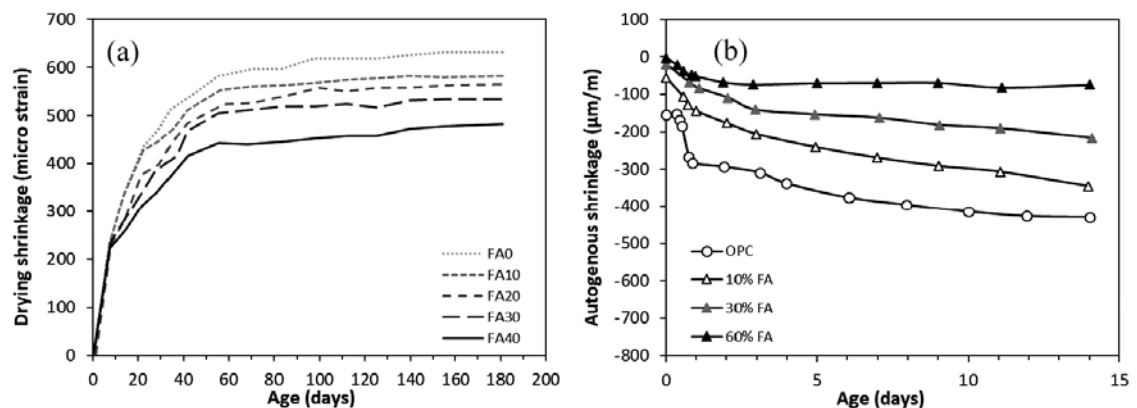 (a)
Drying shrinkage (micro strain)
700
600
500
400
300
200
100
0
0 20 40 60 80 100 120 140 160 180 200
Age (days)
FA0
FA10
FA20
FA30
FA40
(b)
Autogenous shrinkage (µm/m)
100
0
-100
-200
-300
-400
-500
-600
-700
-800
0 5 10 15
Age (days)
OPC
10% FA
30% FA
60% FA